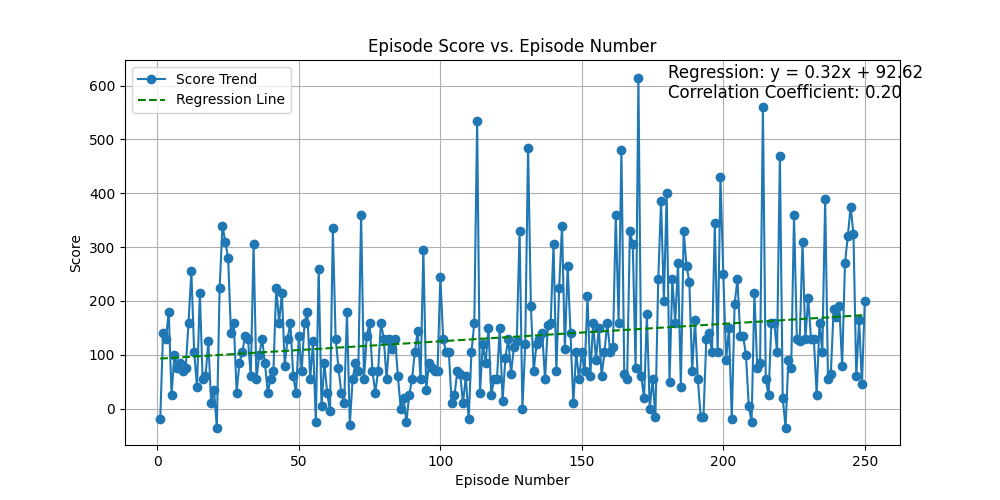 Episode Score vs. Episode Number
Score Trend
Regression Line
Regression: y = 0.32x + 92.62
Correlation Coefficient: 0.20
Score
600
500
400
300
200
100
0
0
50
100
150
200
250
Episode Number